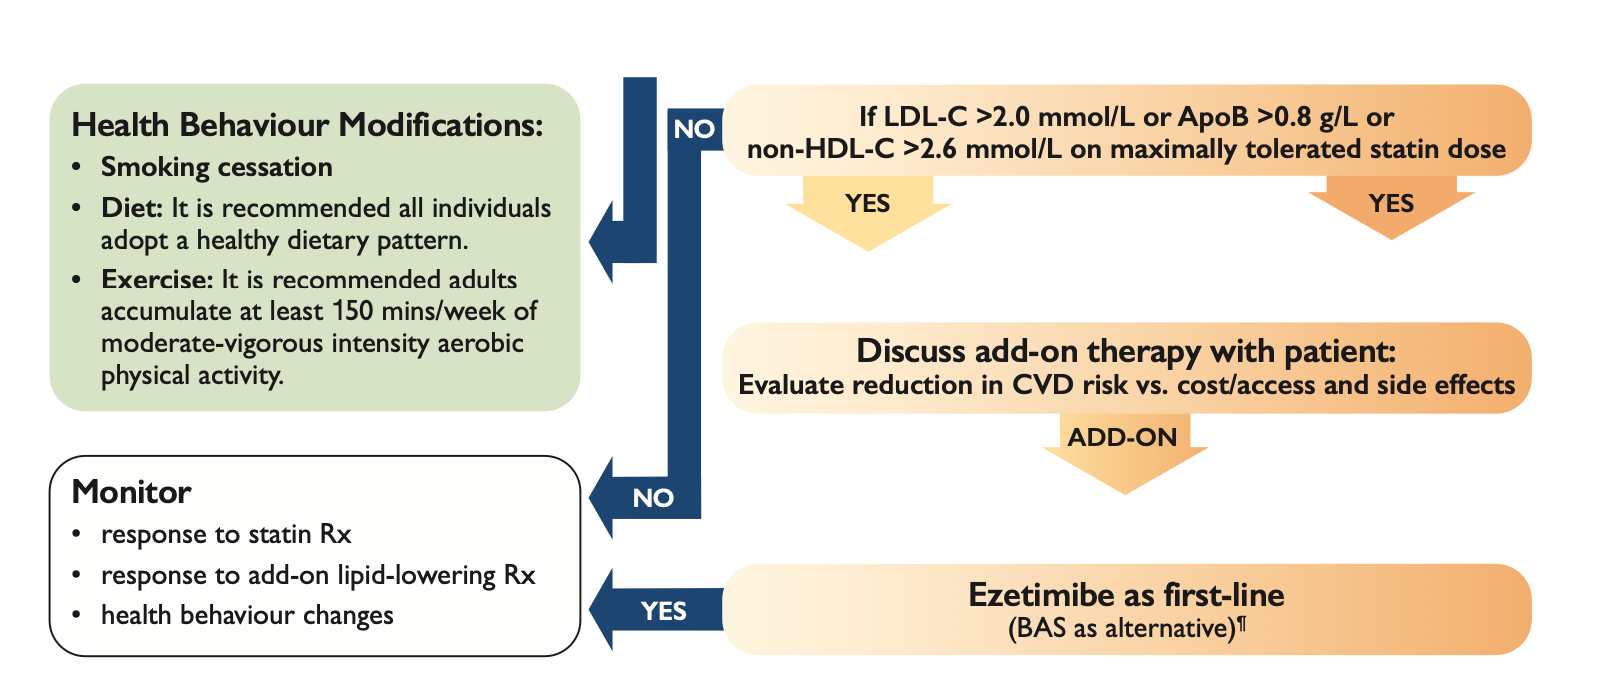 Health Behaviour Modifications:
• Smoking cessation
• Diet: It is recommended all individuals
adopt a healthy dietary pattern.
• Exercise: It is recommended adults
accumulate at least 150 mins/week of
moderate-vigorous intensity aerobic
physical activity.
Monitor
• response to statin Rx
• response to add-on lipid-lowering Rx
• health behaviour changes
NO
NO
YES
If LDL-C >2.0 mmol/L or ApoB >0.8 g/L or
non-HDL-C >2.6 mmol/L on maximally tolerated statin dose
YES
YES
Discuss add-on therapy with patient:
Evaluate reduction in CVD risk vs. cost/access and side effects
ADD-ON
Ezetimibe as first-line
(BAS as alternative)¶